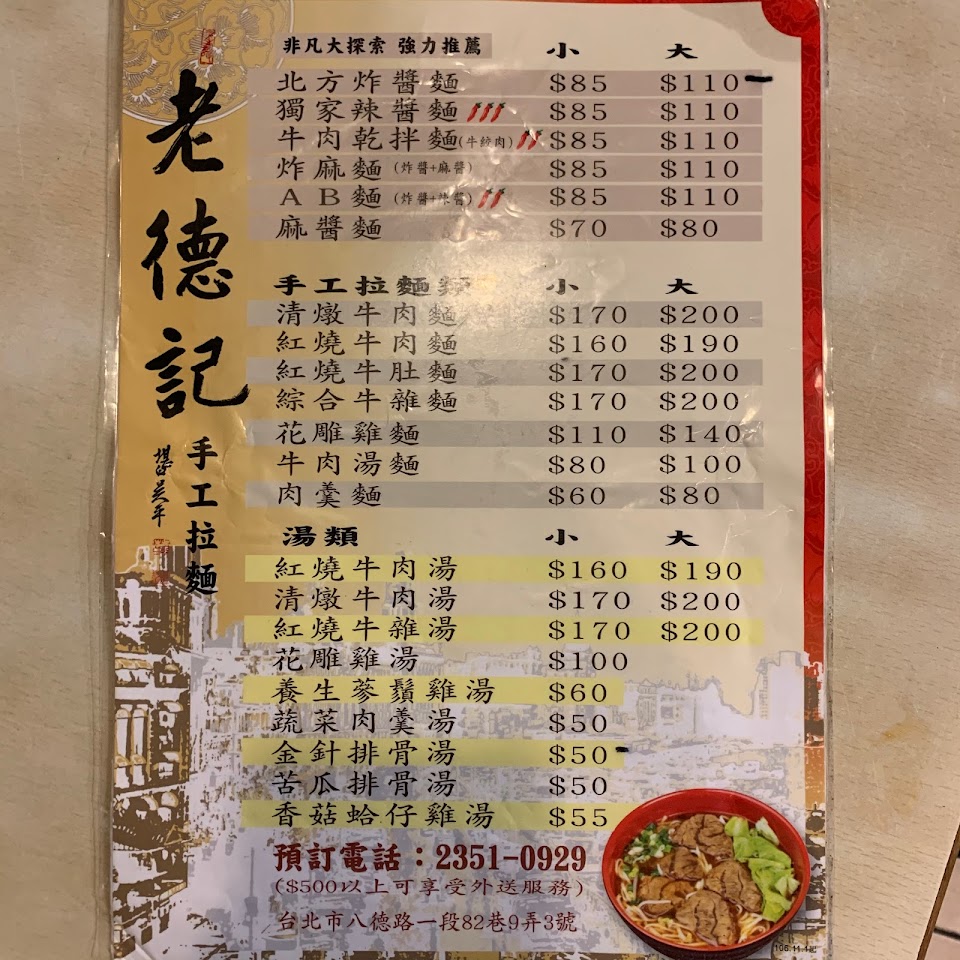 老德記
手工拉麵
非凡大探索 強力推薦 小 大
北方炸醬麵 $85 $110
獨家辣醬麵 $85 $110
牛肉乾拌麵(牛絞肉) $85 $110
炸麻麵(炸醬+麻醬) $85 $110
AB麵(炸醬+辣醬) $85 $110
麻醬麵 $70 $80
手工拉麵類 小 大
清燉牛肉麵 $170 $200
紅燒牛肉麵 $160 $190
紅燒牛肚麵 $170 $200
綜合牛雜麵 $170 $200
花雕雞麵 $110 $140
牛肉湯麵 $80 $100
肉羹麵 $60 $80
湯類 小 大
紅燒牛肉湯 $160 $190
清燉牛肉湯 $170 $200
紅燒牛雜湯 $170 $200
花雕雞湯 $100
養生蔘鬚雞湯 $60
蔬菜肉羹湯 $50
金針排骨湯 $50
苦瓜排骨湯 $50
香菇蛤仔雞湯 $55
預訂電話：2351-0929
($500以上可享受外送服務)
台北市八德路一段82巷9弄3號